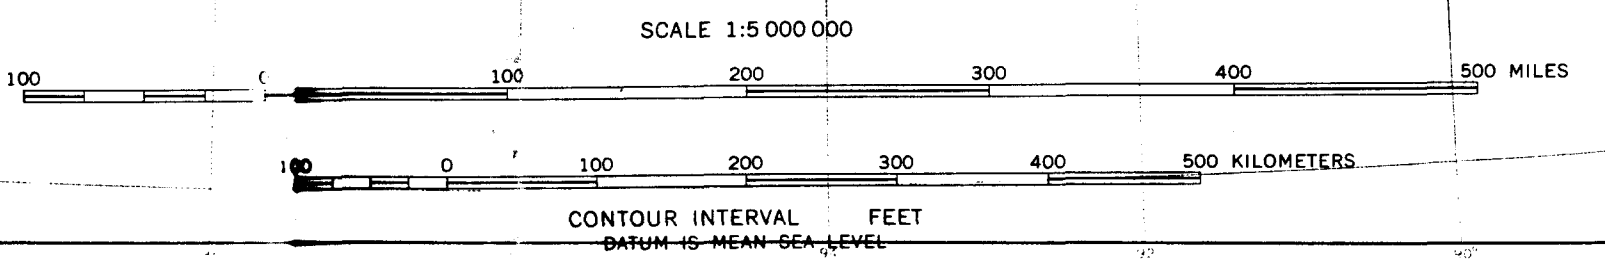 SCALE 1:5 000 000
100 0 100 200 300 400 500 MILES
100 0 100 200 300 400 500 KILOMETERS
CONTOUR INTERVAL FEET
DATUM IS MEAN SEA LEVEL